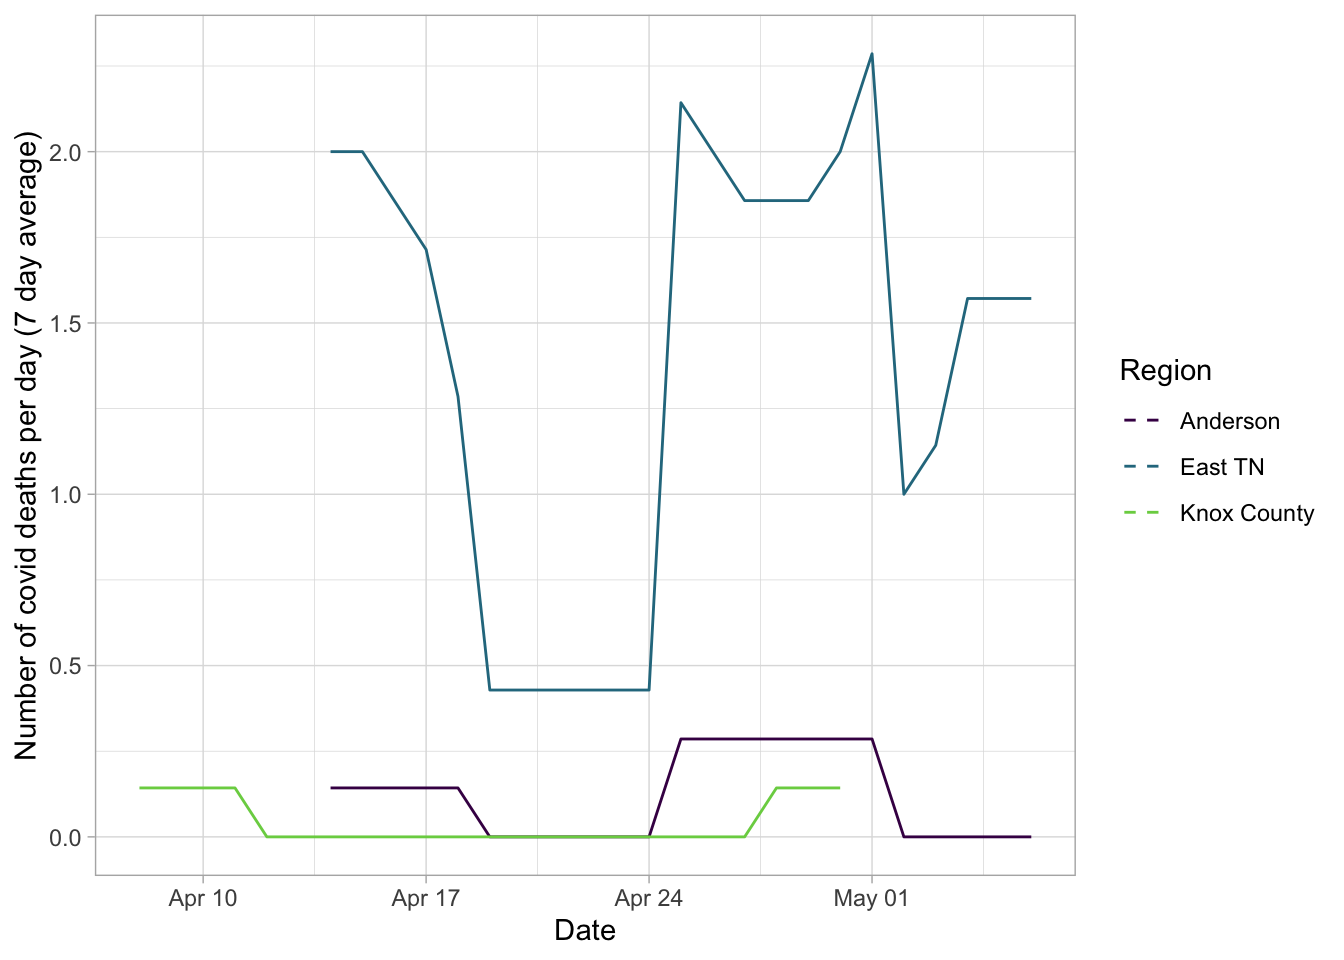 Number of covid deaths per day (7 day average)
2.0
1.5
1.0
0.5
0.0
Apr 10
Apr 17
Apr 24
May 01
Date
Region
Anderson
East TN
Knox County